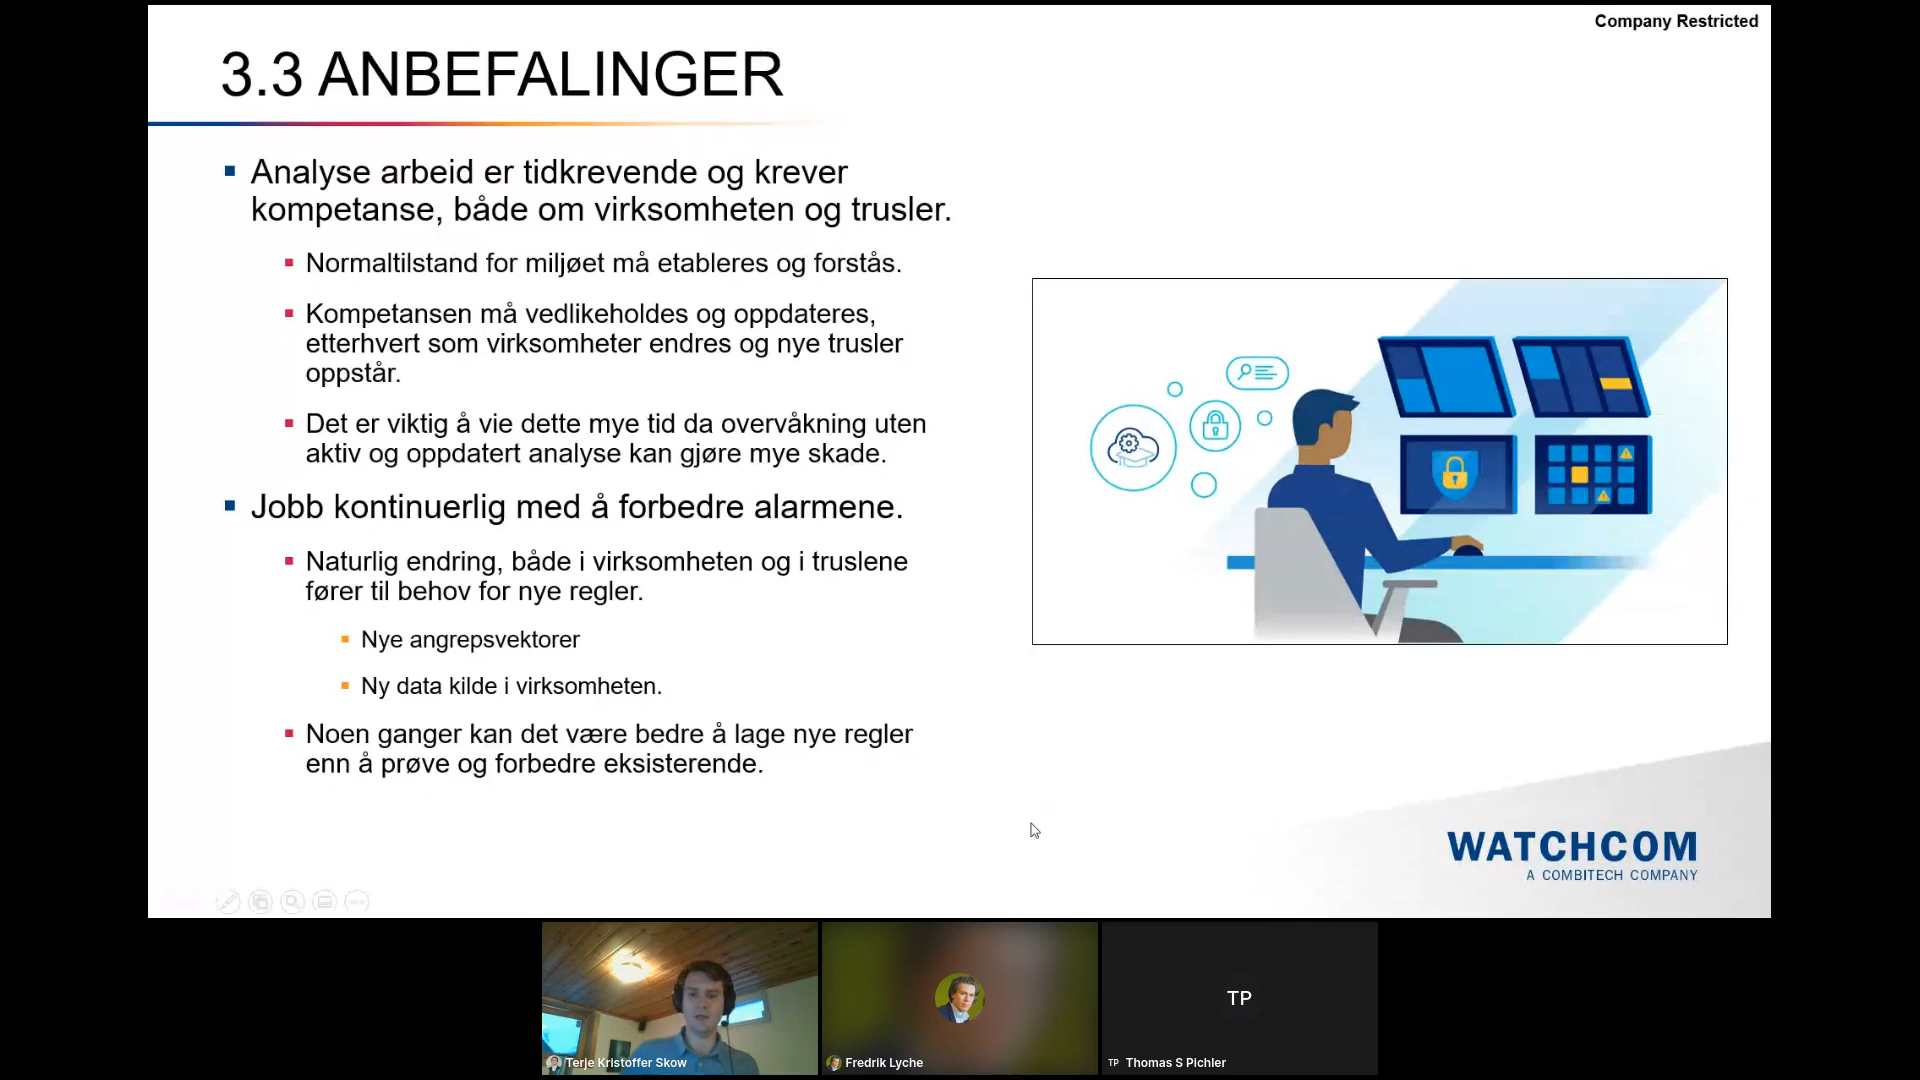 Company Restricted
3.3 ANBEFALINGER
Analyse arbeid er tidkrevende og krever
kompetanse, både om virksomheten og trusler.
Normaltilstand for miljøet må etableres og forstås.
Kompetansen må vedlikeholdes og oppdateres,
etterhvert som virksomheter endres og nye trusler
oppstår.
Det er viktig å vie dette mye tid da overvåkning uten
aktiv og oppdatert analyse kan gjøre mye skade.
Jobb kontinuerlig med å forbedre alarmene.
Naturlig endring, både i virksomheten og i truslene
fører til behov for nye regler.
Nye angrepsvektorer
Ny data kilde i virksomheten.
Noen ganger kan det være bedre å lage nye regler
enn å prøve og forbedre eksisterende.
WATCHCOM
A COMBITECH COMPANY
TP
Terje Kristoffer Skow
Fredrik Lyche
TP Thomas S Pichler